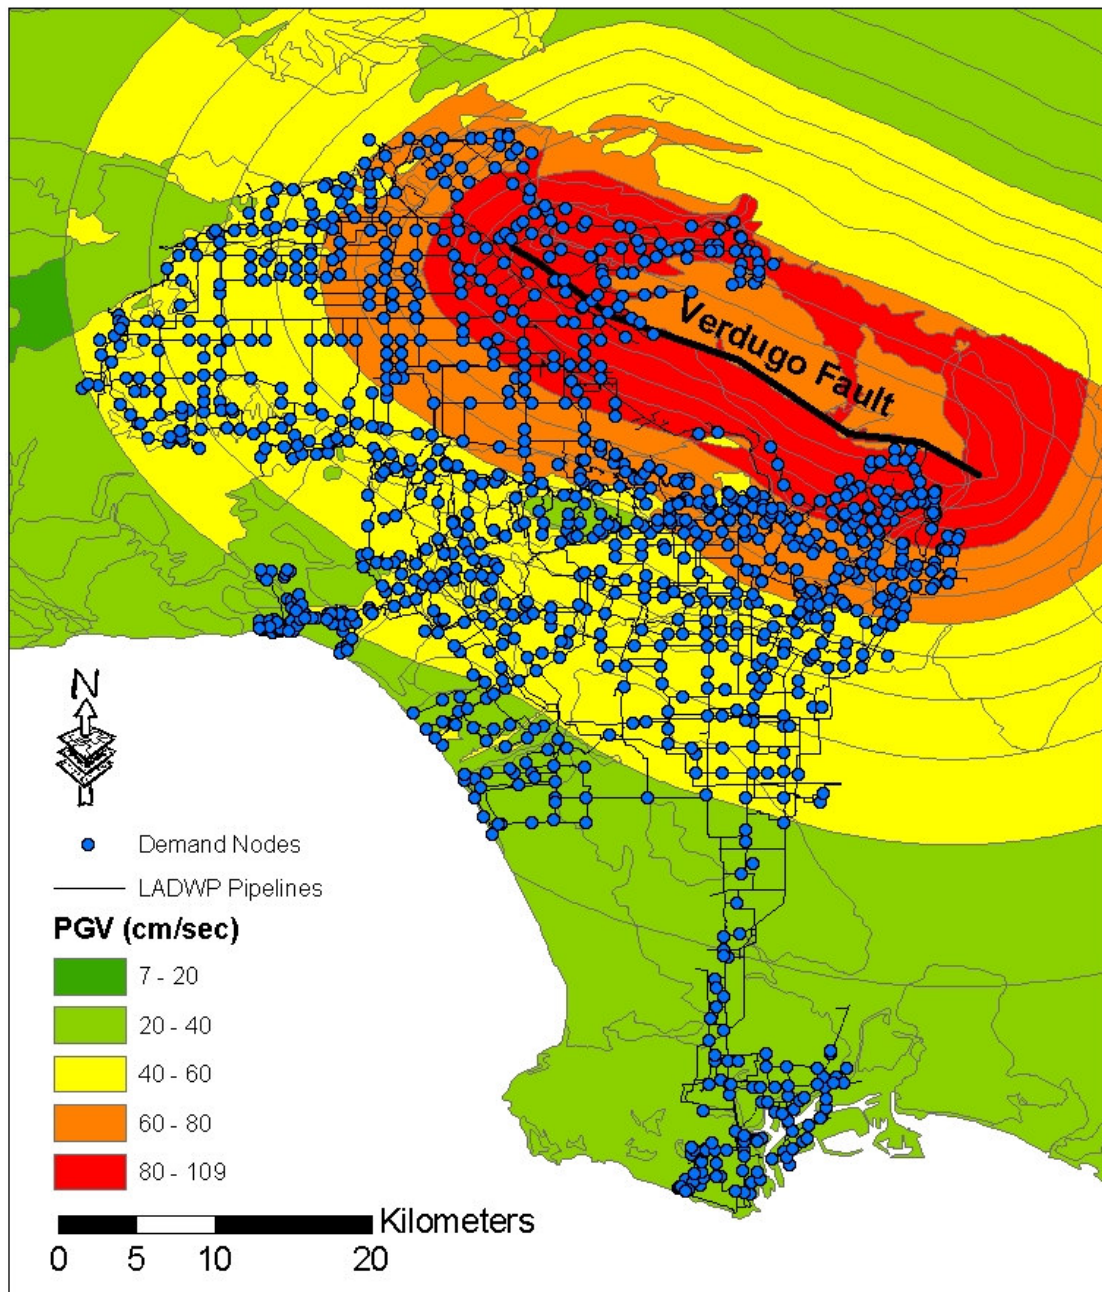 Verdugo Fault
N
Demand Nodes
LADWP Pipelines
PGV (cm/sec)
7 - 20
20 - 40
40 - 60
60 - 80
80 - 109
Kilometers
0 5 10 20